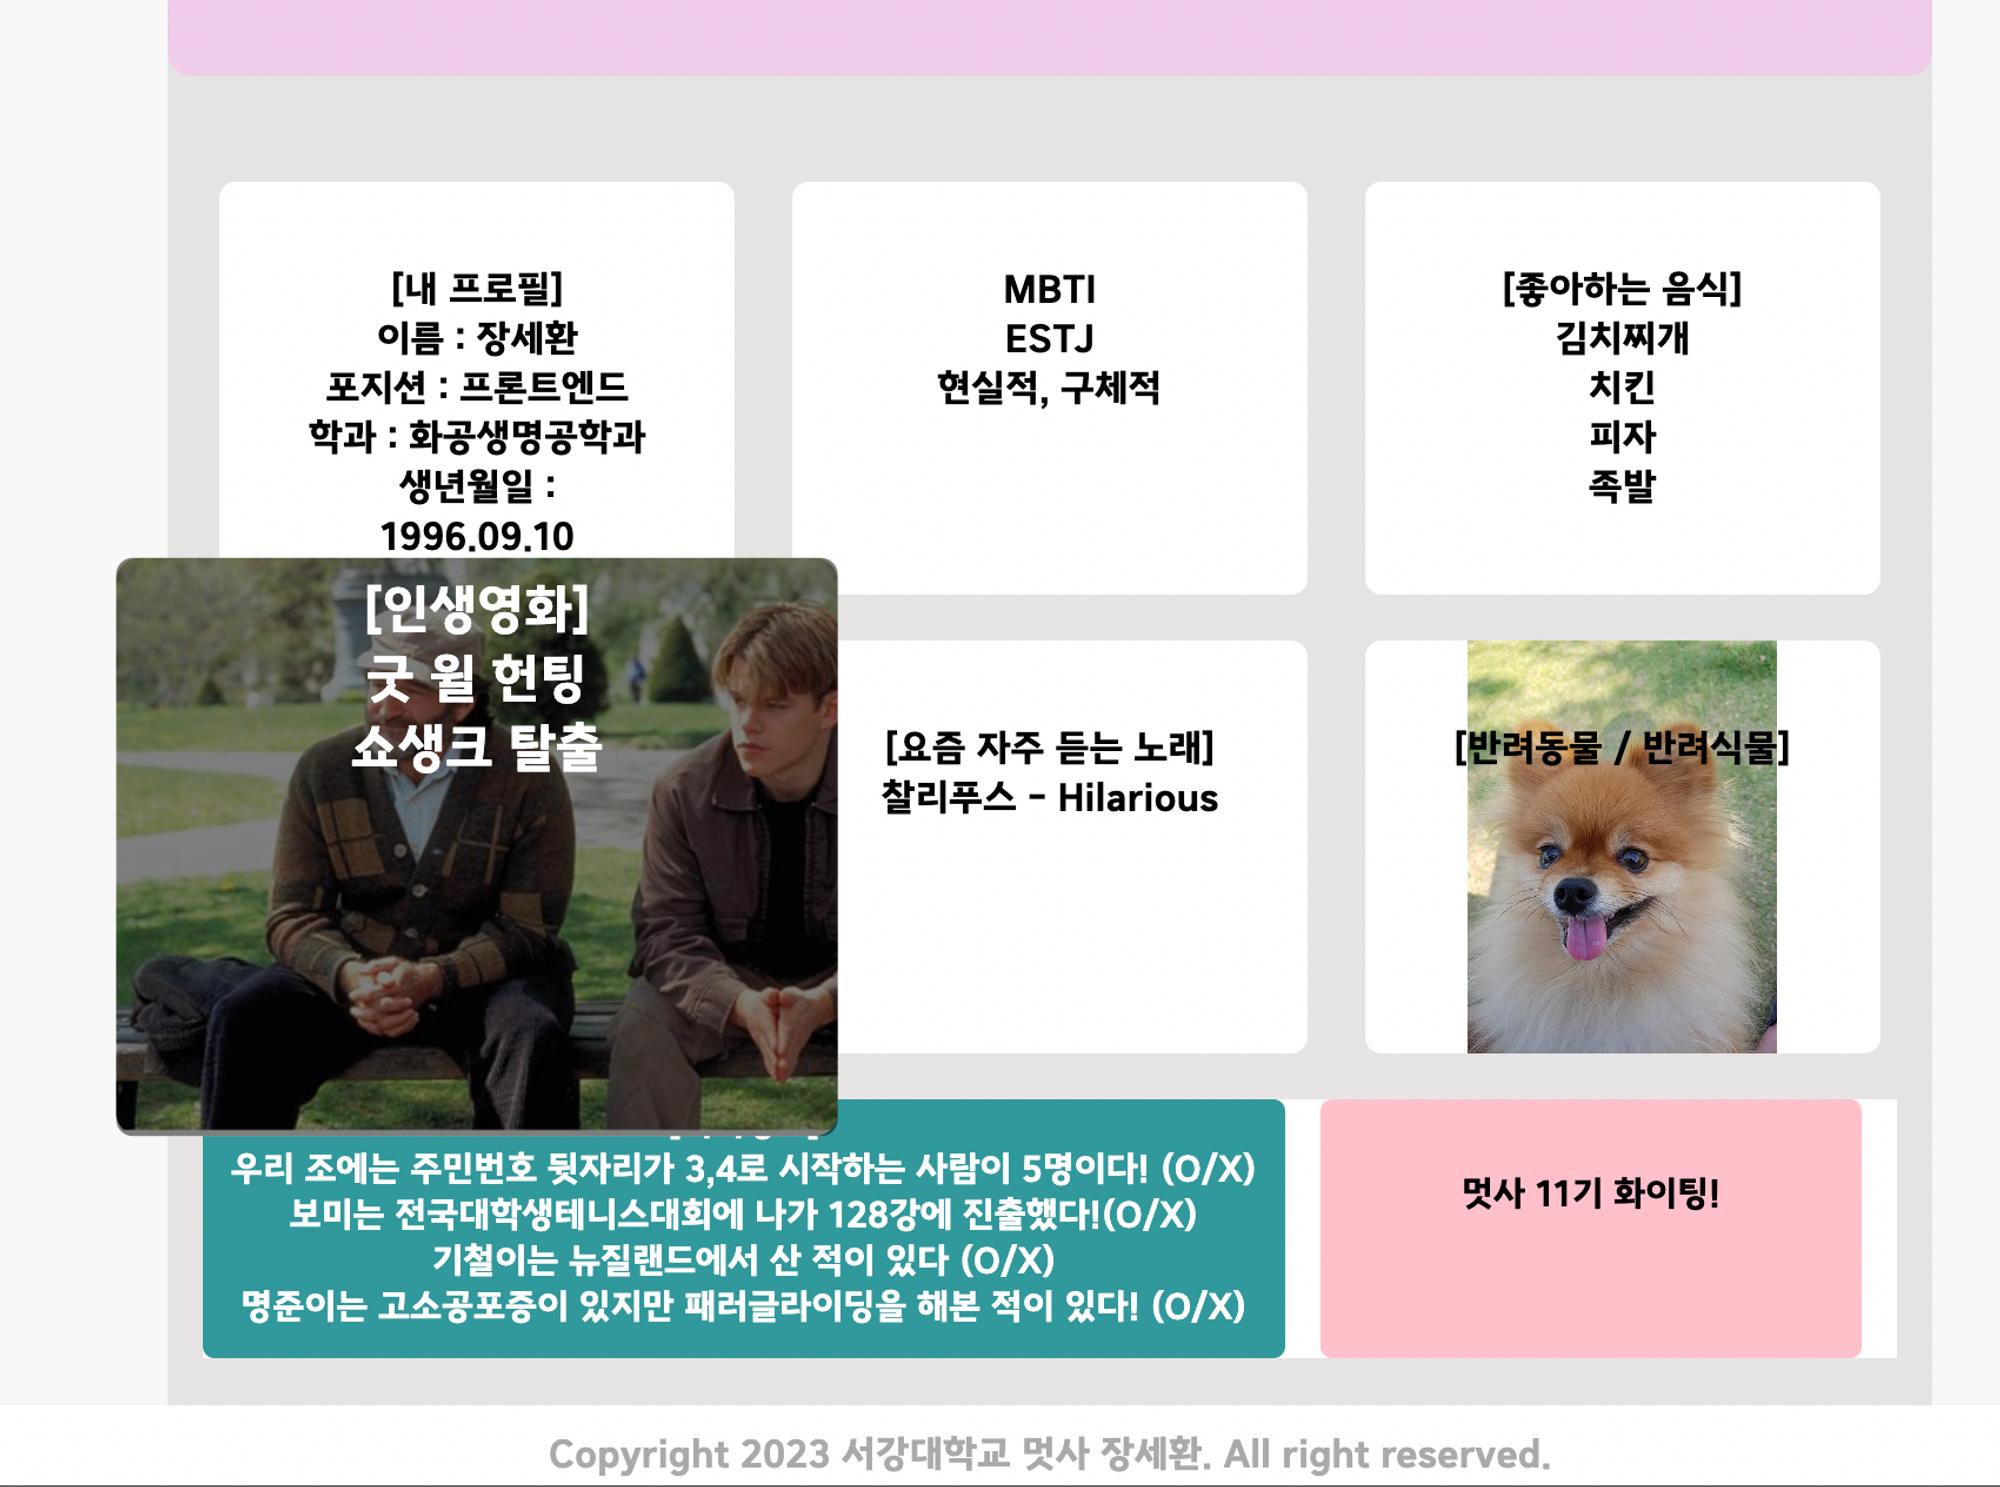 [내 프로필]
이름 : 장세환
포지션 : 프론트엔드
학과 : 화공생명공학과
생년월일 :
1996.09.10
MBTI
ESTJ
현실적, 구체적
[좋아하는 음식]
김치찌개
치킨
피자
족발
[인생영화]
굿 윌 헌팅
쇼생크 탈출
[요즘 자주 듣는 노래]
찰리푸스 - Hilarious
[반려동물 / 반려식물]
우리 조에는 주민번호 뒷자리가 3,4로 시작하는 사람이 5명이다! (O/X)
보미는 전국대학생테니스대회에 나가 128강에 진출했다!(O/X)
기철이는 뉴질랜드에서 산 적이 있다 (O/X)
명준이는 고소공포증이 있지만 패러글라이딩을 해본 적이 있다! (O/X)
멋사 11기 화이팅!
Copyright 2023 서강대학교 멋사 장세환. All right reserved.